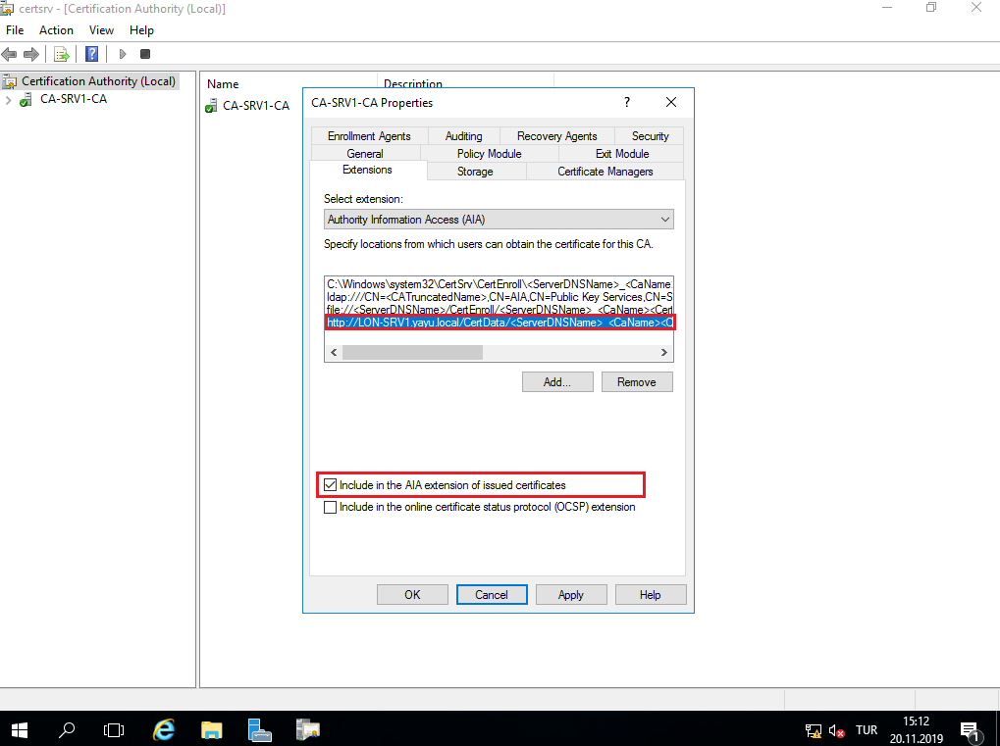 certsrv - [Certification Authority (Local)]
File Action View Help
Certification Authority (Local)
CA-SRV1-CA
Name Description
CA-SRV1-CA
CA-SRV1-CA Properties
Enrollment Agents Auditing Recovery Agents Security
General Policy Module Exit Module
Extensions Storage Certificate Managers
Select extension:
Authority Information Access (AIA)
Specify locations from which users can obtain the certificate for this CA.
C:\Windows\system32\CertSrv\CertEnroll\<ServerDNSName>_<CaName
ldap:///CN=<CATruncatedName>,CN=AIA,CN=Public Key Services,CN=S
file://<ServerDNSName>/CertEnroll/<ServerDNSName>_<CaName><Cert
http://LON-SRV1.yayu.local/CertData/<ServerDNSName>_<CaName><C
Add... Remove
Include in the AIA extension of issued certificates
Include in the online certificate status protocol (OCSP) extension
OK Cancel Apply Help
TUR
15:12
20.11.2019
1